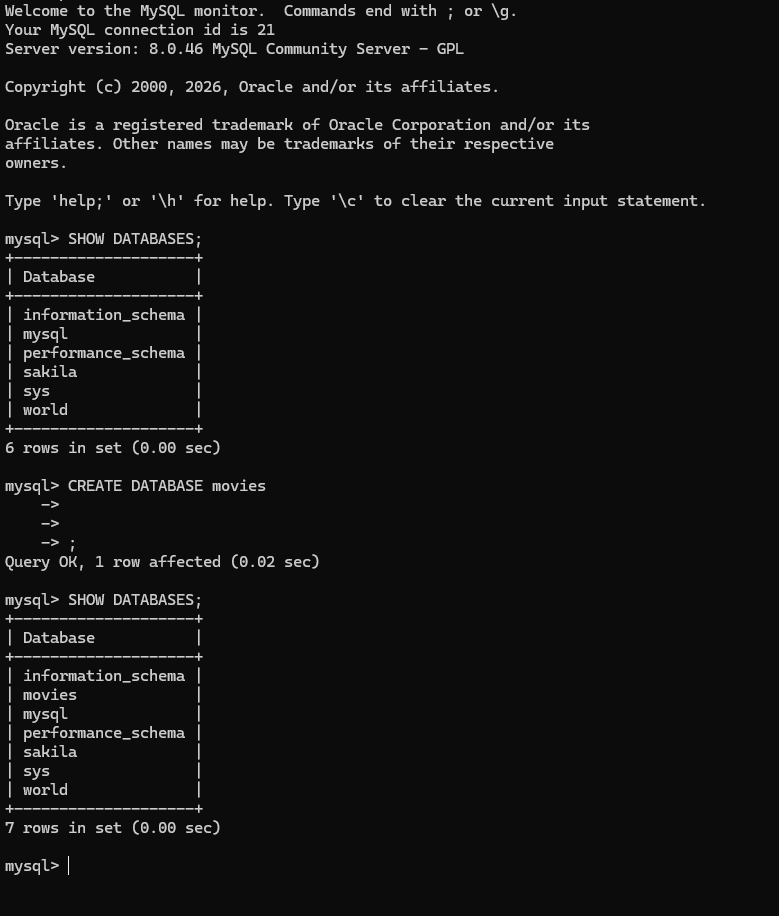 Welcome to the MySQL monitor.  Commands end with ; or \g.
Your MySQL connection id is 21
Server version: 8.0.46 MySQL Community Server - GPL

Copyright (c) 2000, 2026, Oracle and/or its affiliates.

Oracle is a registered trademark of Oracle Corporation and/or its
affiliates. Other names may be trademarks of their respective
owners.

Type 'help;' or '\h' for help. Type '\c' to clear the current input statement.

mysql> SHOW DATABASES;
+--------------------+
| Database           |
+--------------------+
| information_schema |
| mysql              |
| performance_schema |
| sakila             |
| sys                |
| world              |
+--------------------+
6 rows in set (0.00 sec)

mysql> CREATE DATABASE movies
    ->
    ->
    -> ;
Query OK, 1 row affected (0.02 sec)

mysql> SHOW DATABASES;
+--------------------+
| Database           |
+--------------------+
| information_schema |
| movies             |
| mysql              |
| performance_schema |
| sakila             |
| sys                |
| world              |
+--------------------+
7 rows in set (0.00 sec)

mysql>